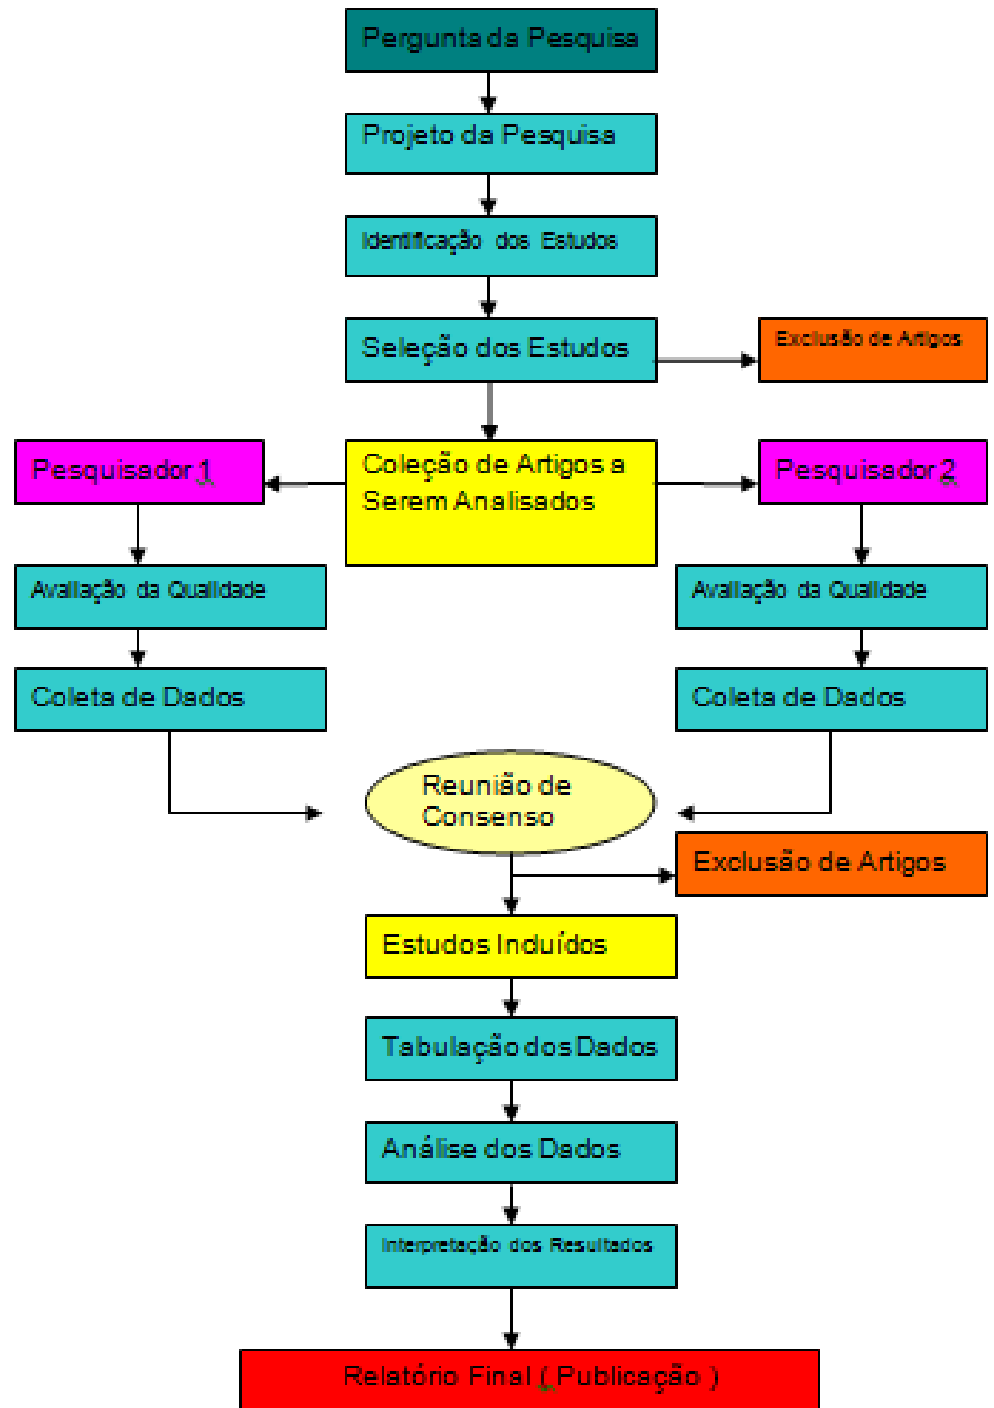 Pergunta da Pesquisa
Projeto da Pesquisa
Identificação dos Estudos
Seleção dos Estudos
Exclusão de Artigos
Pesquisador 1
Coleção de Artigos a
Serem Analisados
Pesquisador 2
Avaliação da Qualidade
Avaliação da Qualidade
Coleta de Dados
Coleta de Dados
Reunião de
Consenso
Exclusão de Artigos
Estudos Incluídos
Tabulação dos Dados
Análise dos Dados
Interpretação dos Resultados
Relatório Final ( Publicação )